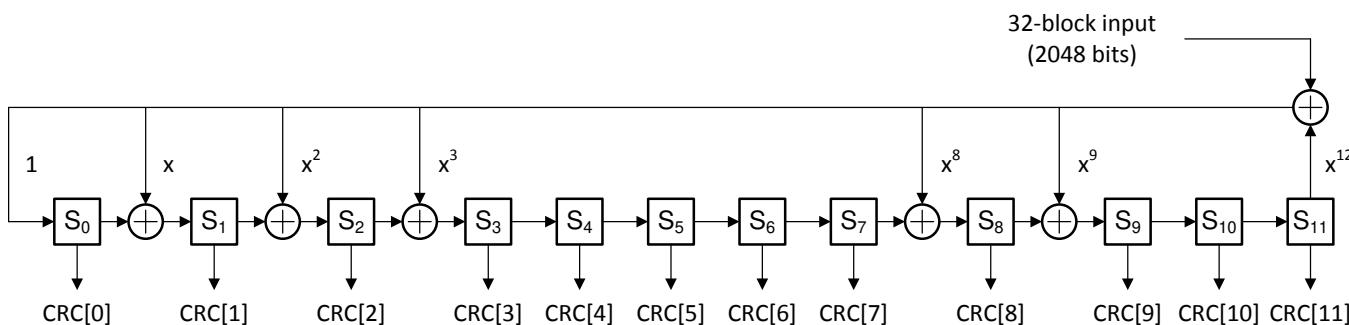 32-block input
(2048 bits)
1 x x² x³ x⁸ x⁹ x¹²
S₀ S₁ S₂ S₃ S₄ S₅ S₆ S₇ S₈ S₉ S₁₀ S₁₁
CRC[0] CRC[1] CRC[2] CRC[3] CRC[4] CRC[5] CRC[6] CRC[7] CRC[8] CRC[9] CRC[10] CRC[11]